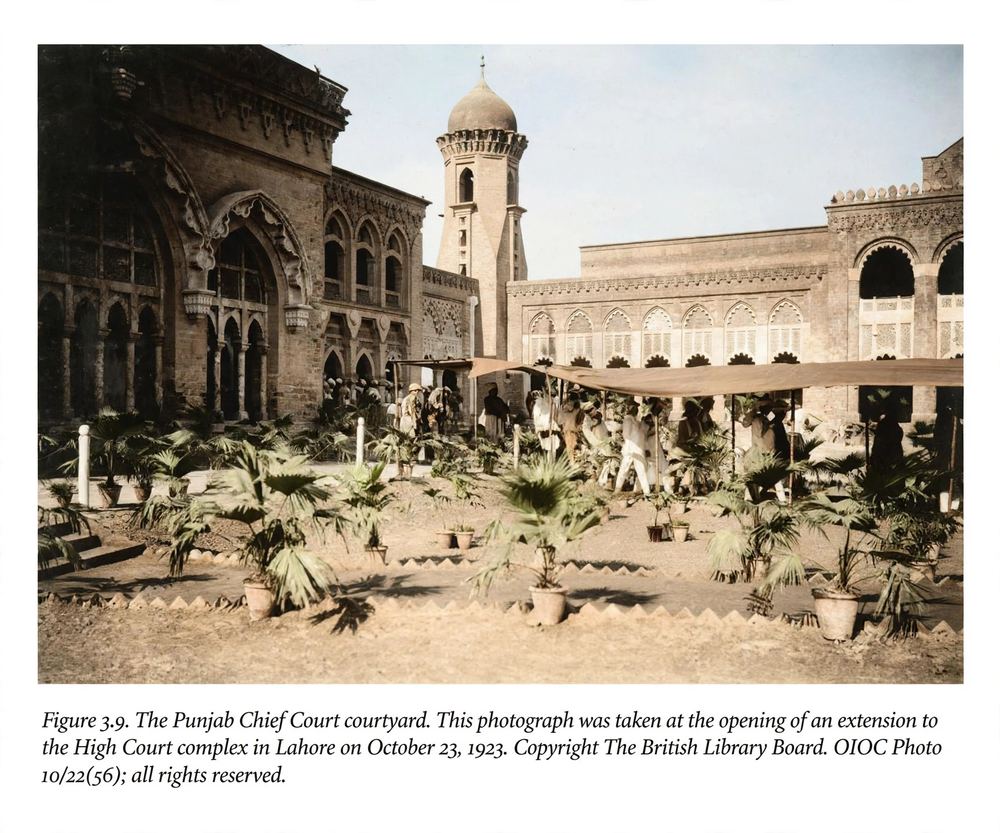 Figure 3.9. The Punjab Chief Court courtyard. This photograph was taken at the opening of an extension to
the High Court complex in Lahore on October 23, 1923. Copyright The British Library Board. OIOC Photo
10/22(56); all rights reserved.